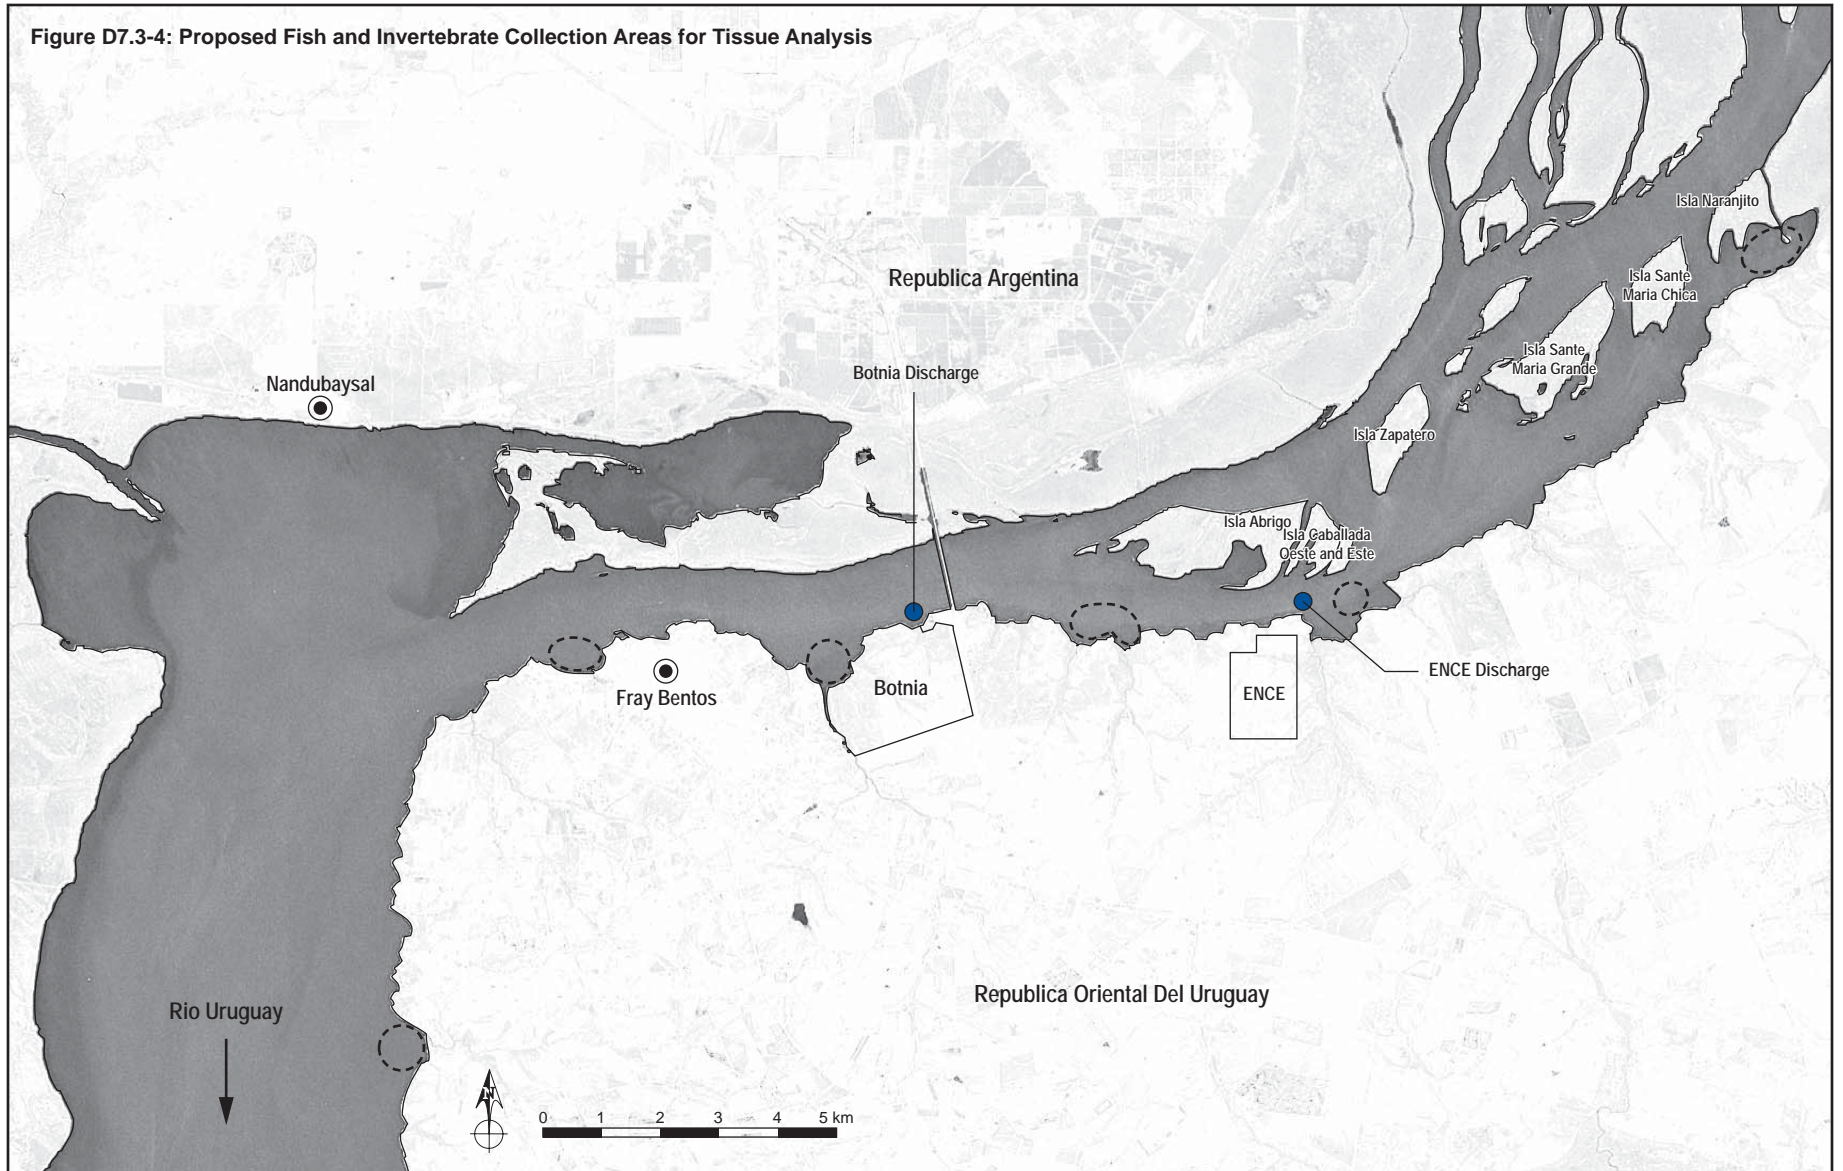 Figure D7.3-4: Proposed Fish and Invertebrate Collection Areas for Tissue Analysis
Isla Naranjito
Republica Argentina
Isla Sante
Maria Chica
Isla Sante
Maria Grande
Botnia Discharge
Nandubaysal
Isla Zapatero
Isla Abrigo
Isla Caballada
Oeste and Este
ENCE Discharge
Botnia
ENCE
Fray Bentos
Republica Oriental Del Uruguay
Rio Uruguay
N
0 1 2 3 4 5 km